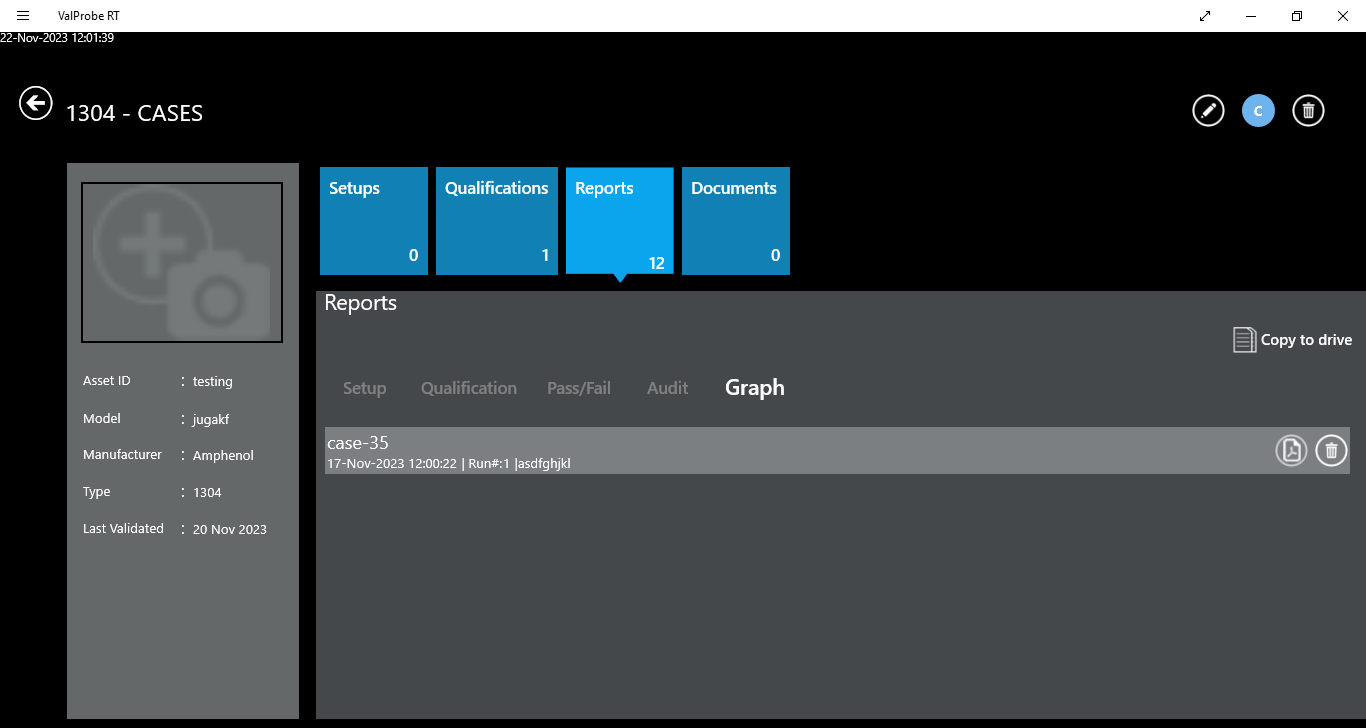 ValProbe RT
22-Nov-2023 12:01:39
1304 - CASES
C
Setups
0
Qualifications
1
Reports
12
Documents
0
Asset ID : testing
Model : jugakf
Manufacturer : Amphenol
Type : 1304
Last Validated : 20 Nov 2023
Reports
Copy to drive
Setup Qualification Pass/Fail Audit Graph
case-35
17-Nov-2023 12:00:22 | Run#:1 |asdfghjkl